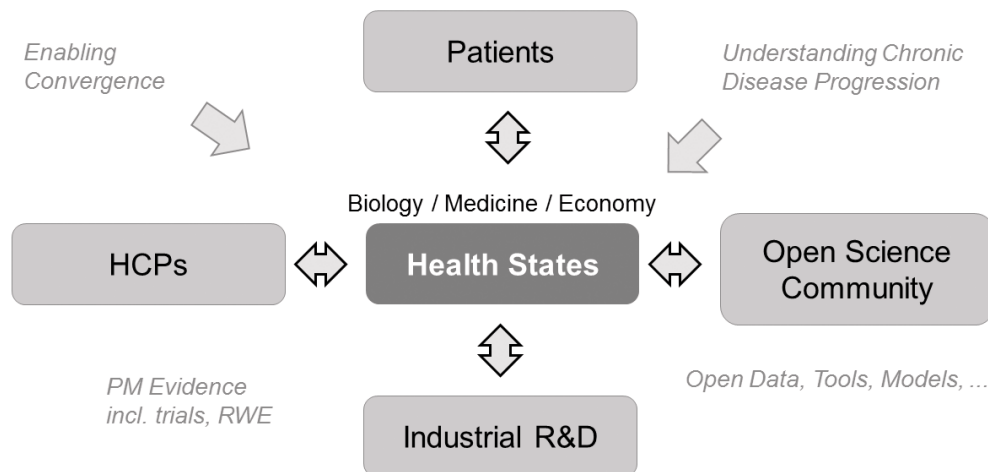 Enabling
Convergence
Patients
Understanding Chronic
Disease Progression
Biology / Medicine / Economy
HCPs
Health States
Open Science
Community
PM Evidence
incl. trials, RWE
Industrial R&D
Open Data, Tools, Models, ...